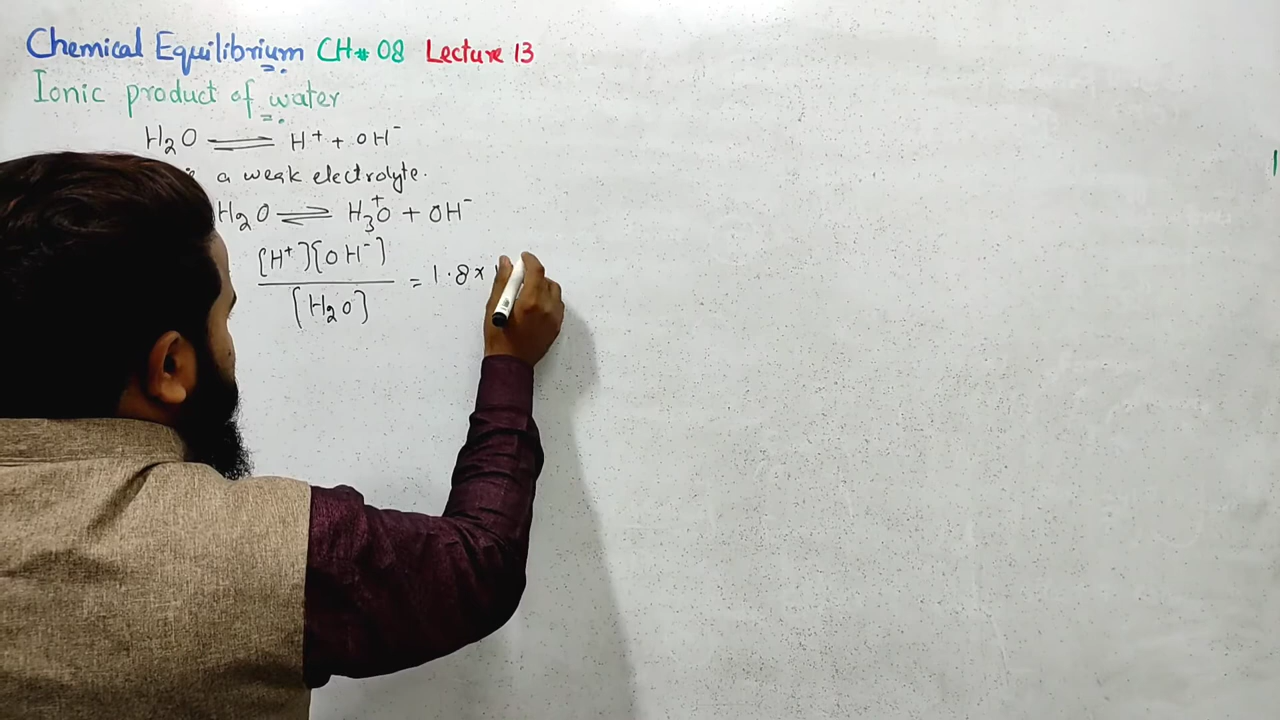 Chemical Equilibrium CH# 08 Lecture 13
Ionic product of water
H₂O ⇌ H⁺ + OH⁻
a weak electrolyte.
H₂O ⇌ H₃O⁺ + OH⁻
[H⁺][OH⁻]
/[H₂O] = 1.8×